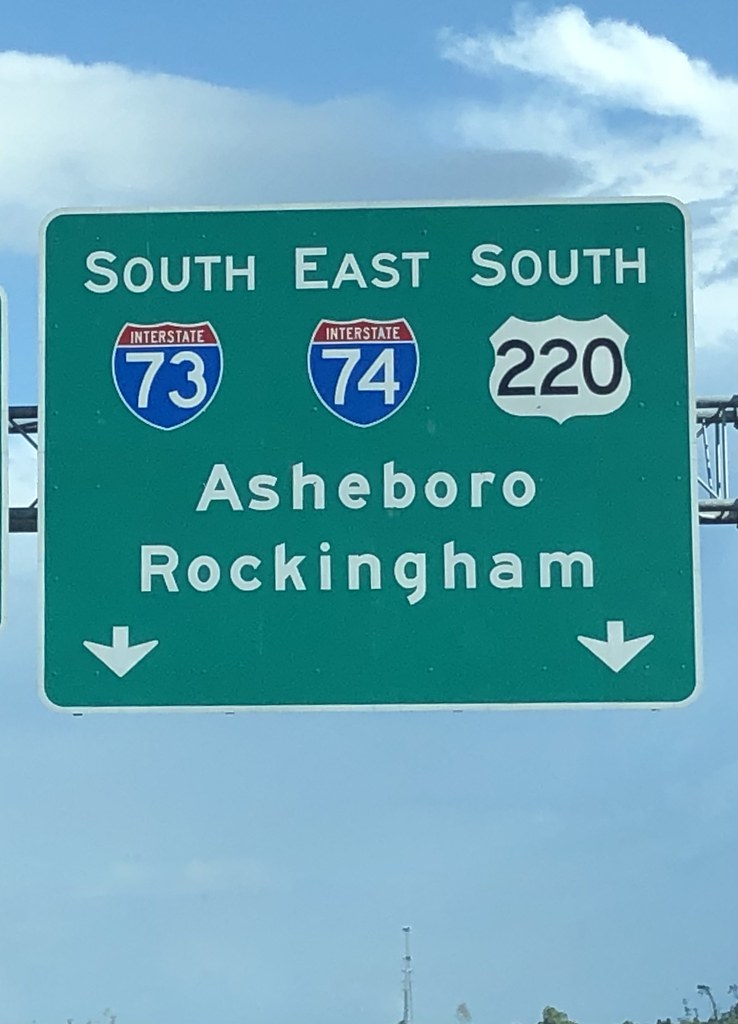 SOUTH EAST SOUTH
INTERSTATE 73 INTERSTATE 74 220
Asheboro
Rockingham